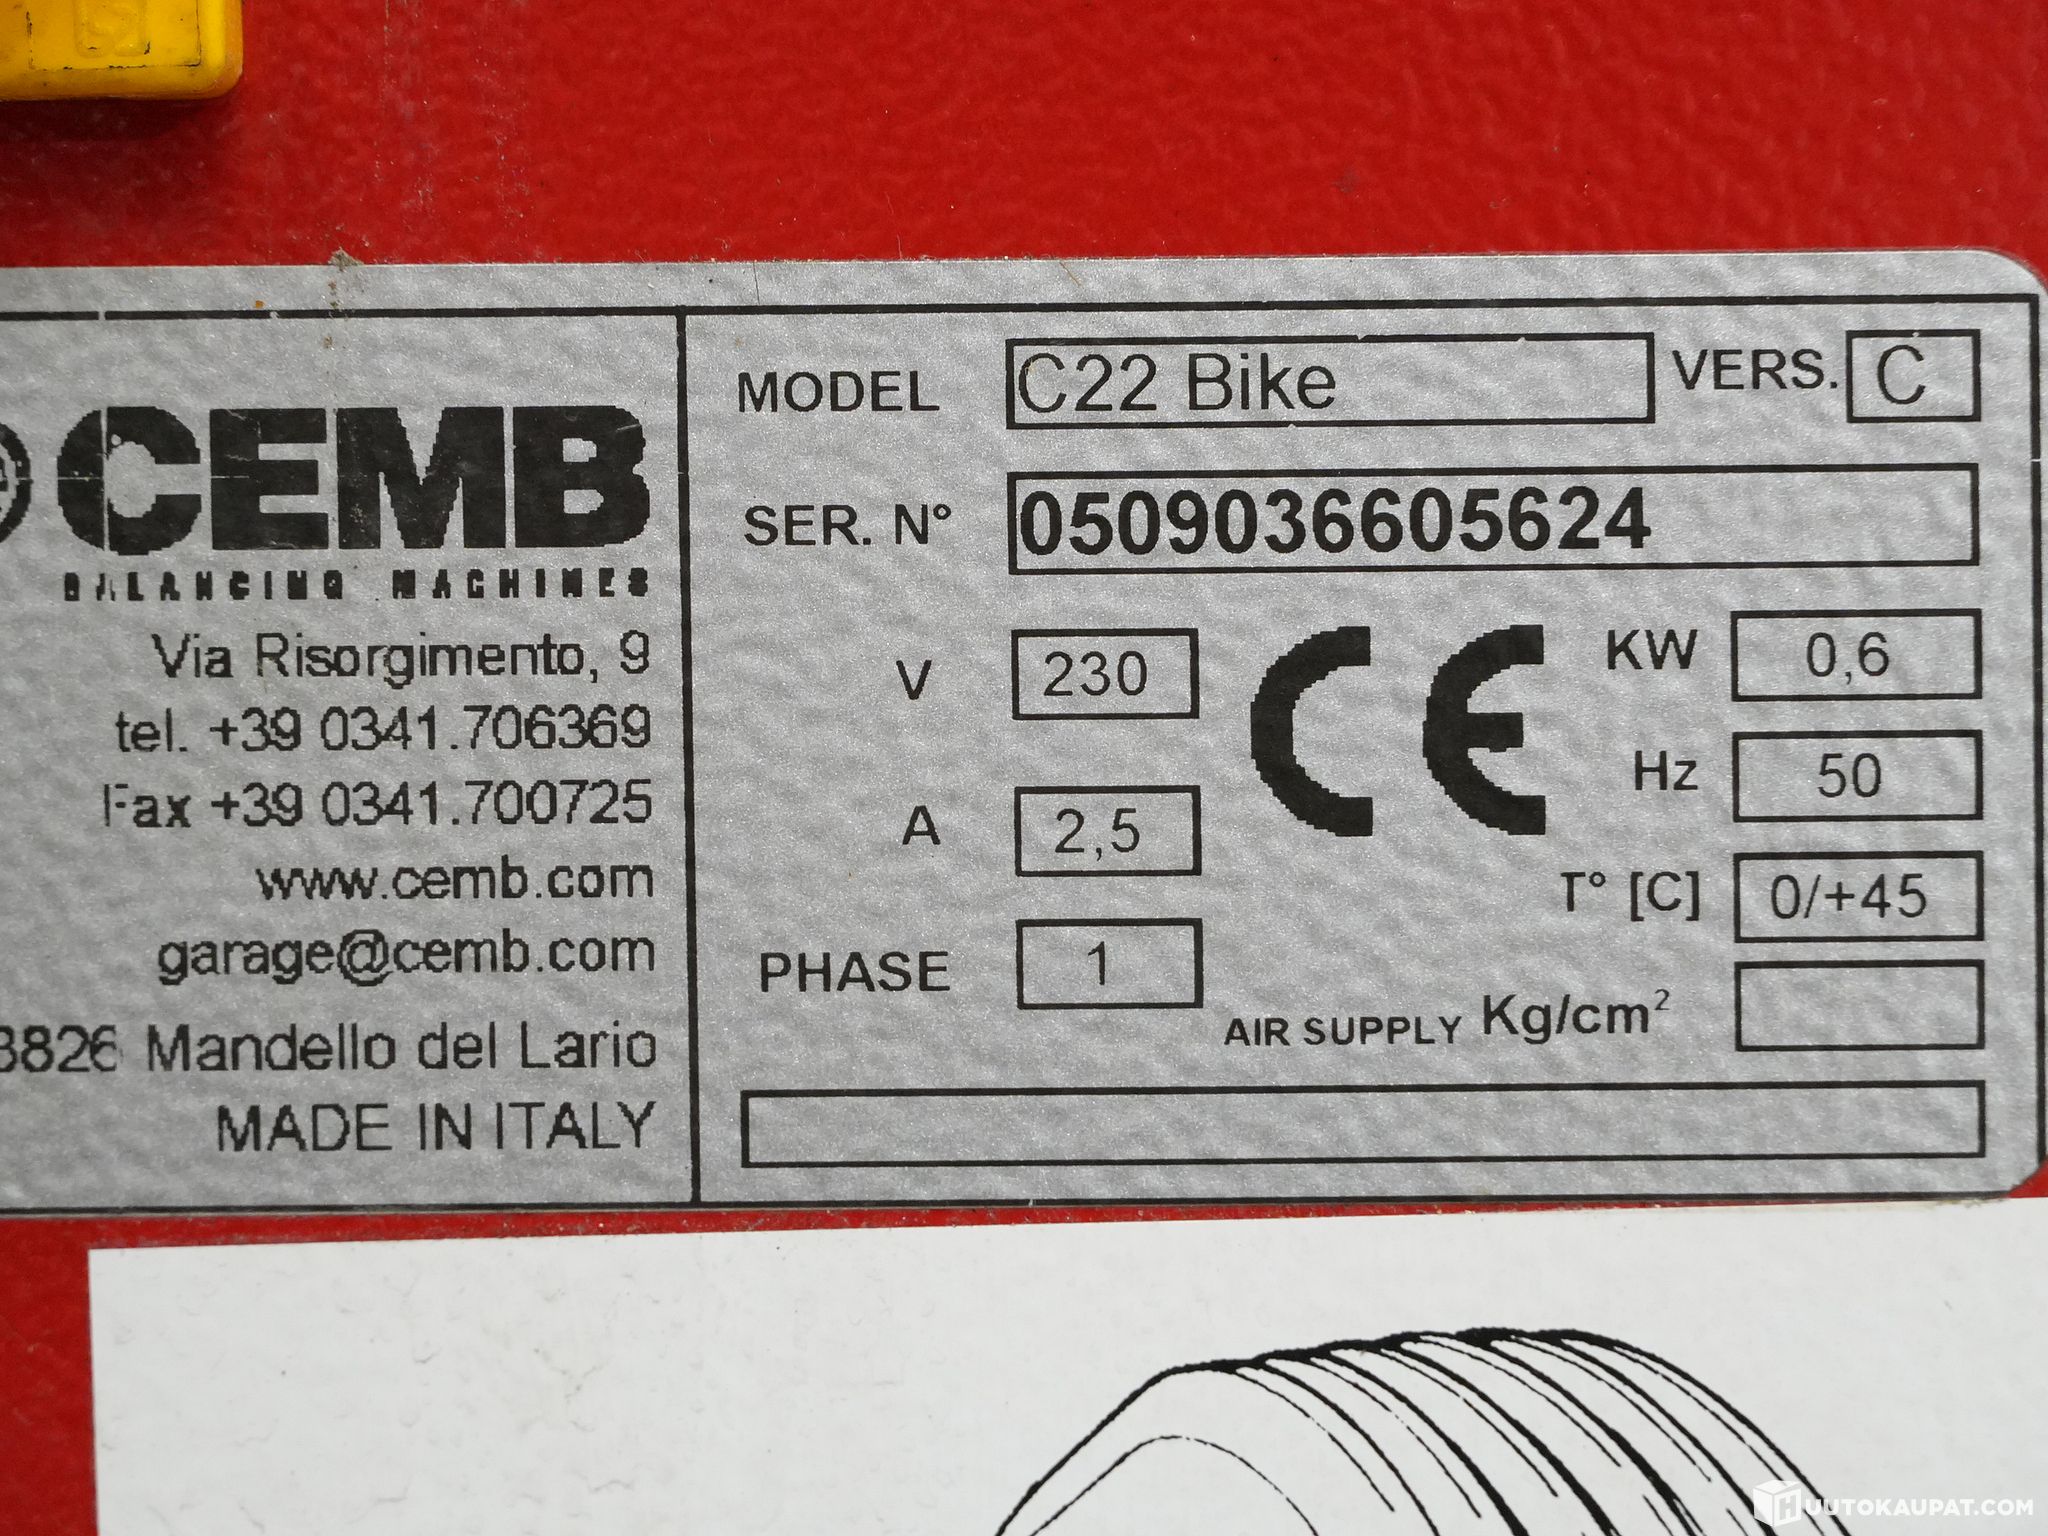 CEMB
BALANCING MACHINES
Via Risorgimento, 9
tel. +39 0341.706369
Fax +39 0341.700725
www.cemb.com
garage@cemb.com
3826 Mandello del Lario
MADE IN ITALY
MODEL C22 Bike VERS. C
SER. N° 0509036605624
V 230 CE KW 0,6
Hz 50
A 2,5
T° [C] 0/+45
PHASE 1
AIR SUPPLY Kg/cm²
HUUTOKAUPAT.COM